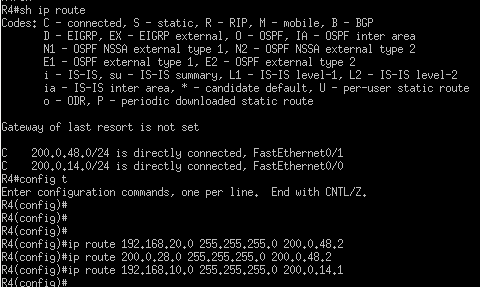 R4#sh ip route
Codes: C - connected, S - static, R - RIP, M - mobile, B - BGP
D - EIGRP, EX - EIGRP external, O - OSPF, IA - OSPF inter area
N1 - OSPF NSSA external type 1, N2 - OSPF NSSA external type 2
E1 - OSPF external type 1, E2 - OSPF external type 2
i - IS-IS, su - IS-IS summary, L1 - IS-IS level-1, L2 - IS-IS level-2
ia - IS-IS inter area, * - candidate default, U - per-user static route
o - ODR, P - periodic downloaded static route
Gateway of last resort is not set
C 200.0.48.0/24 is directly connected, FastEthernet0/1
C 200.0.14.0/24 is directly connected, FastEthernet0/0
R4#config t
Enter configuration commands, one per line. End with CNTL/Z.
R4(config)#
R4(config)#
R4(config)#ip route 192.168.20.0 255.255.255.0 200.0.48.2
R4(config)#ip route 200.0.28.0 255.255.255.0 200.0.48.2
R4(config)#ip route 192.168.10.0 255.255.255.0 200.0.14.1
R4(config)#